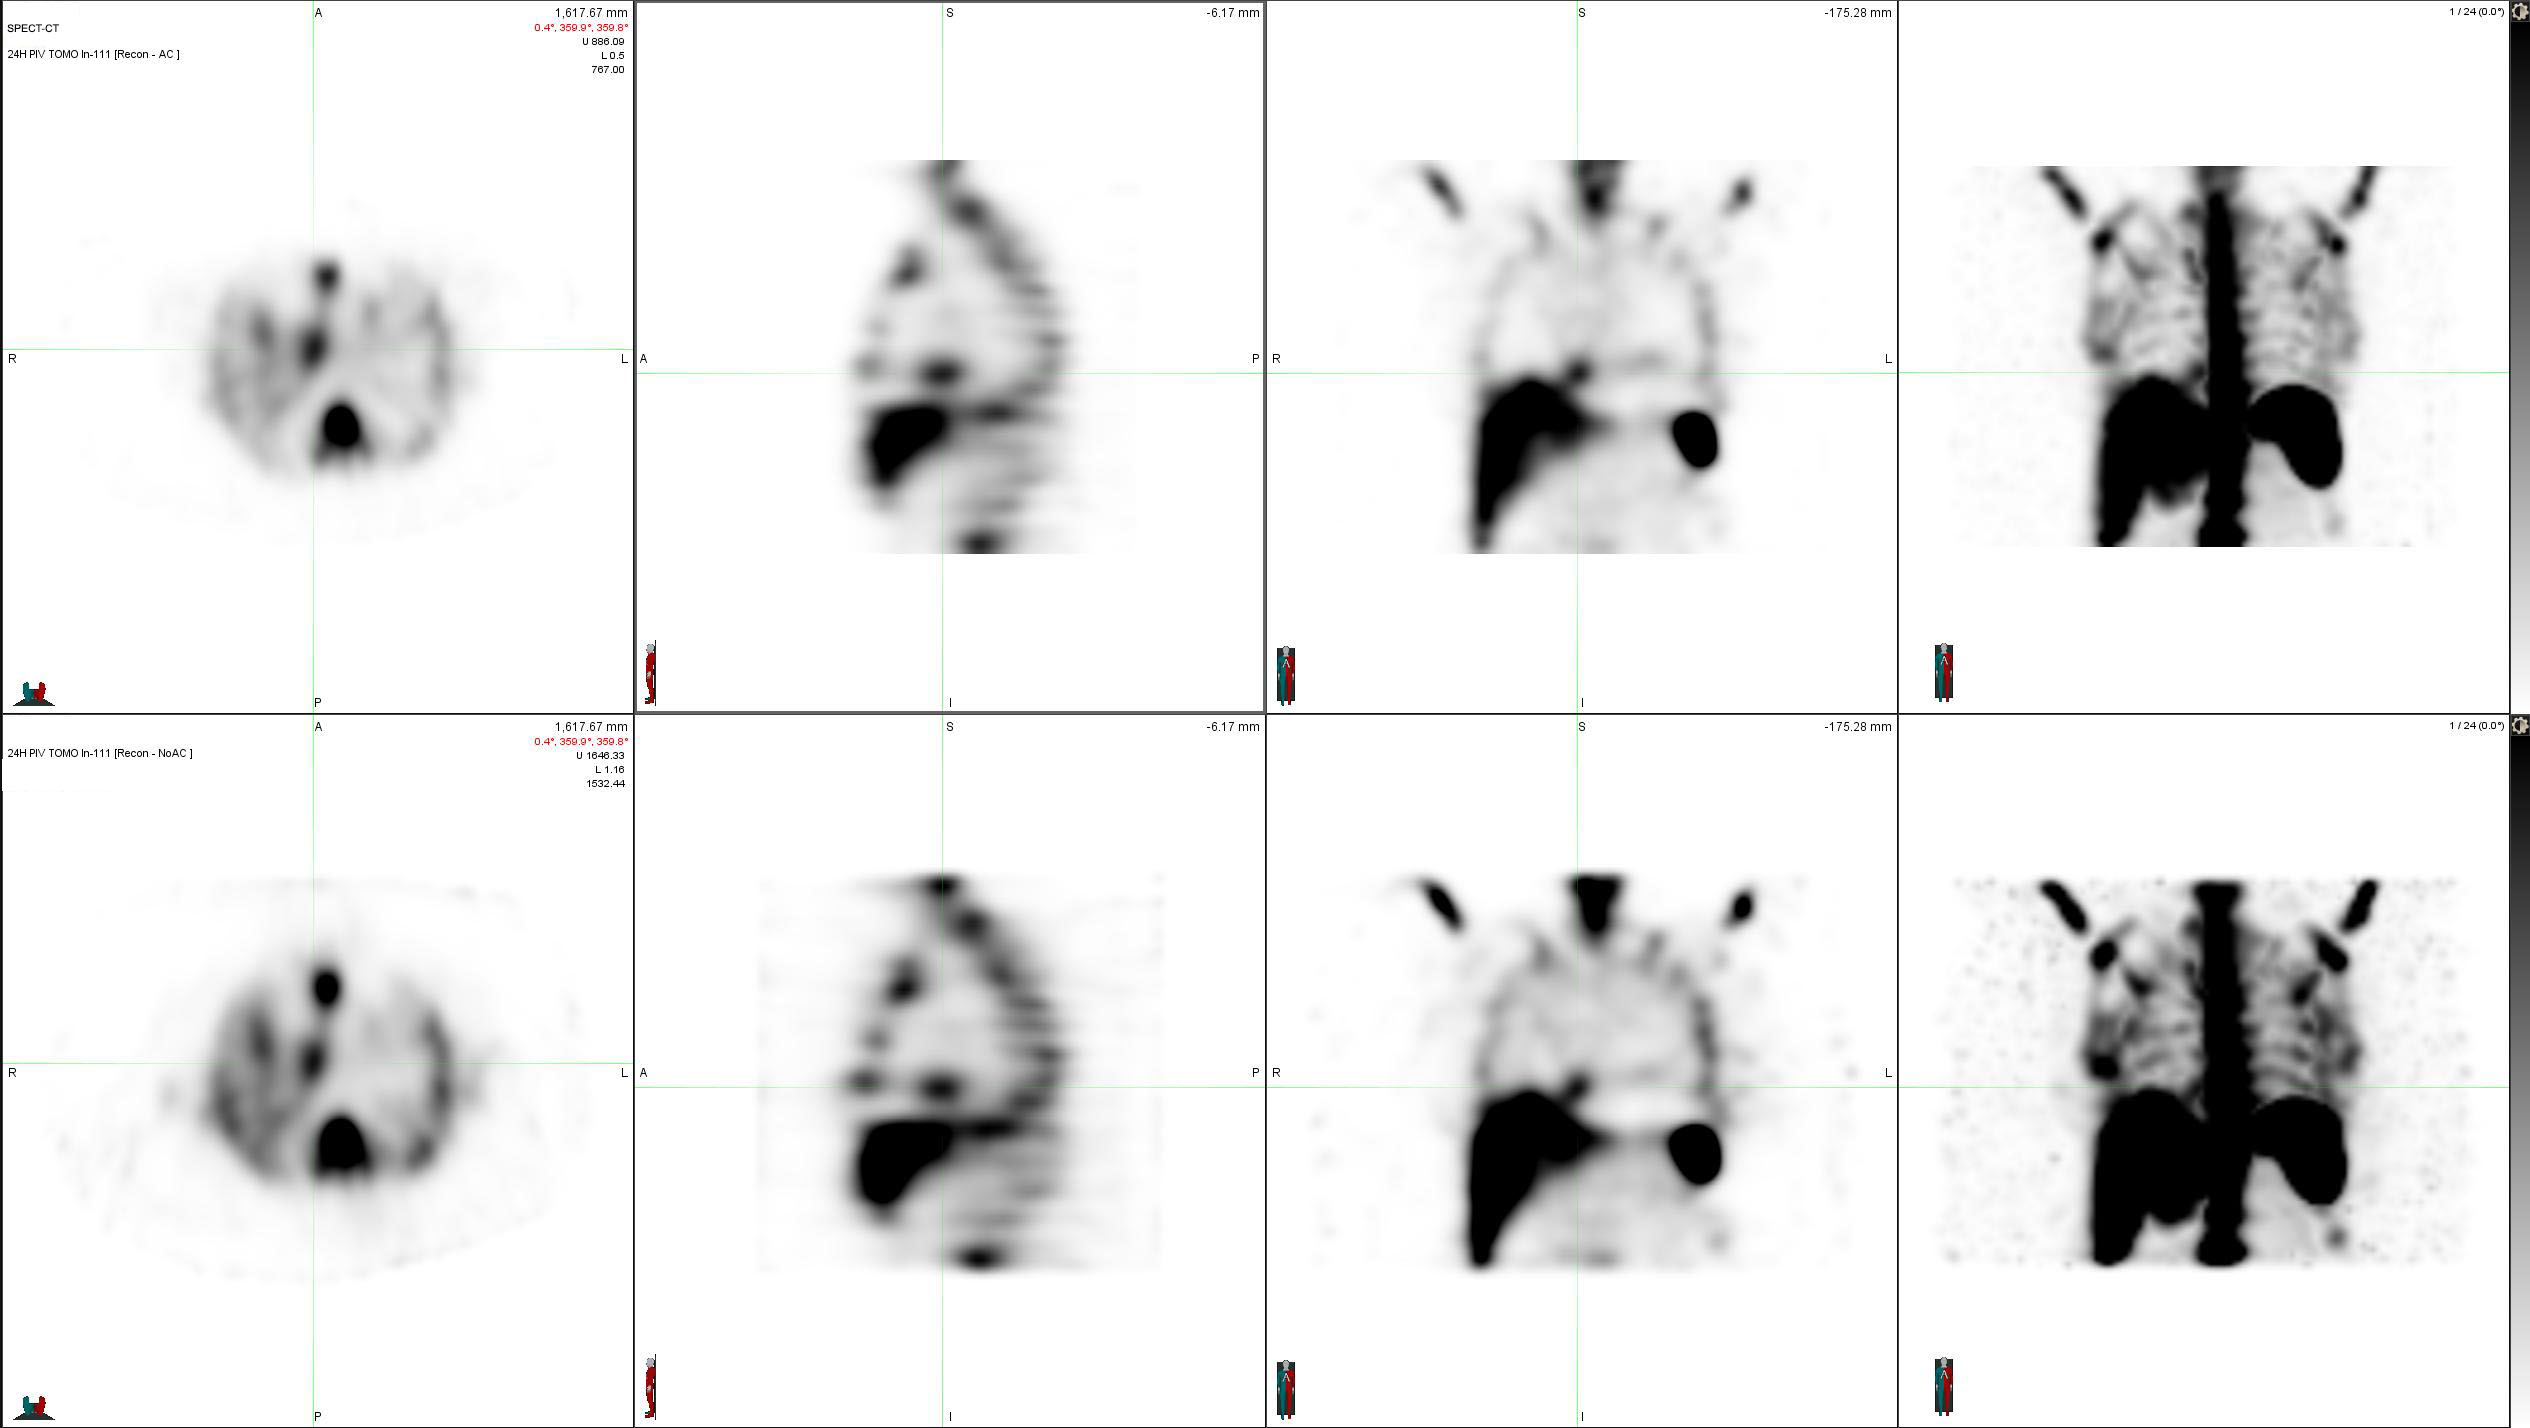 A
1,617.67 mm
SPECT-CT
0.4°, 359.9°, 359.8°
U 886.09
24H PIV TOMO In-111 [Recon - AC ]
L 0.5
767.00
R
L
P
S
-6.17 mm
A
P
I
S
-175.28 mm
R
L
A
I
1 / 24 (0.0°)
A
A
1,617.67 mm
0.4°, 359.9°, 359.8°
24H PIV TOMO In-111 [Recon - NoAC ]
U 1646.33
L 1.16
1532.44
R
L
P
S
-6.17 mm
A
P
I
S
-175.28 mm
R
L
A
I
1 / 24 (0.0°)
A